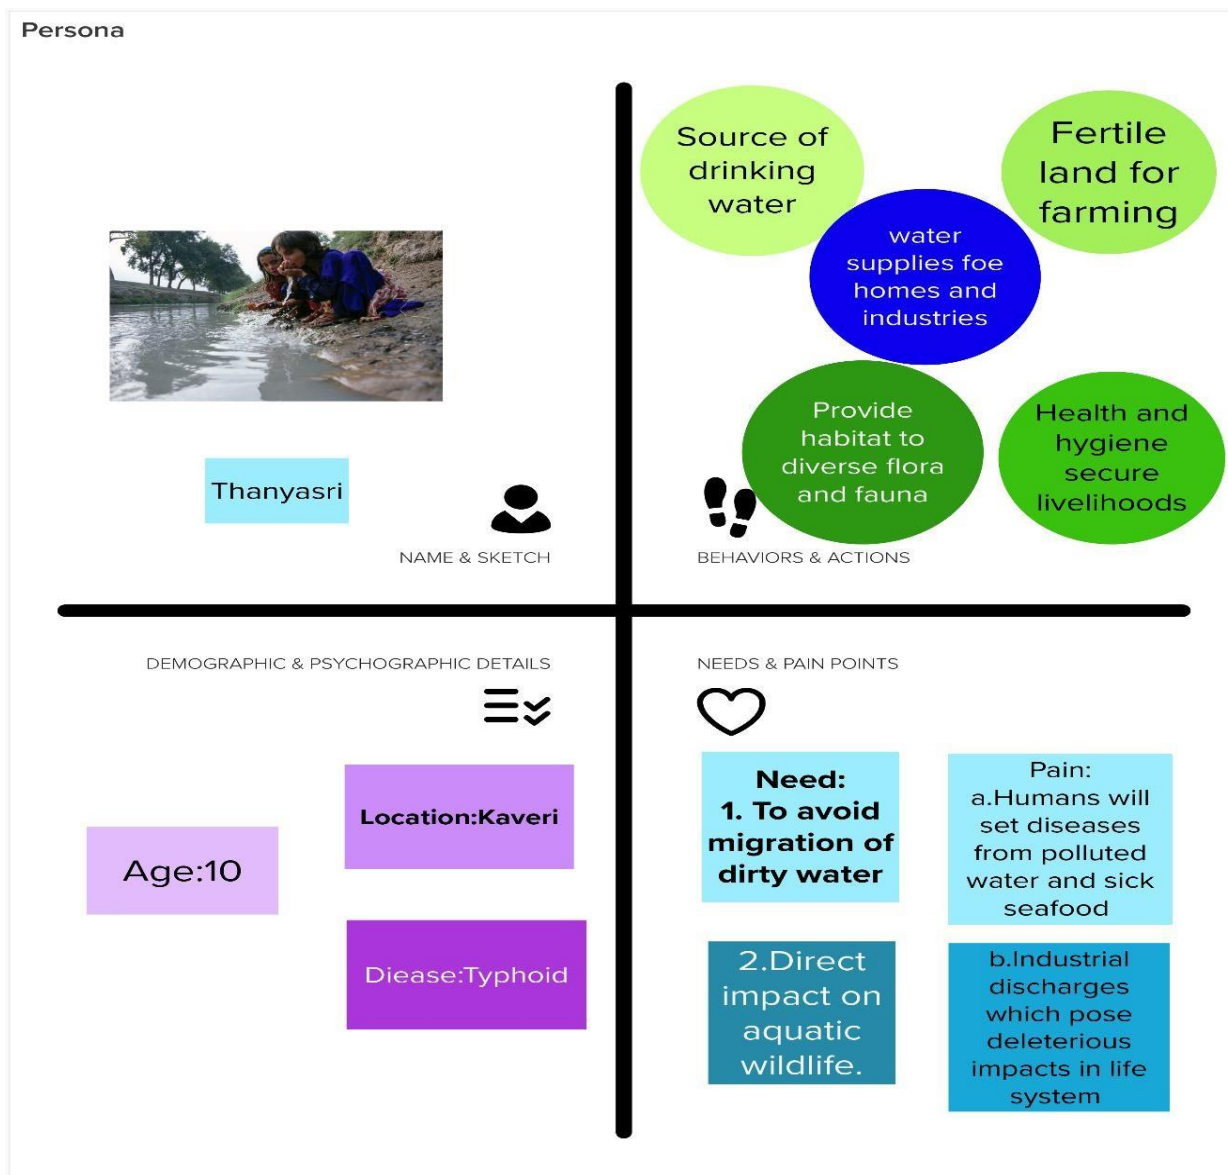 Persona
Source of
drinking
water
Fertile
land for
farming
water
supplies foe
homes and
industries
Provide
habitat to
diverse flora
and fauna
Health and
hygiene
secure
livelihoods
Thanyasri
NAME & SKETCH
BEHAVIORS & ACTIONS
DEMOGRAPHIC & PSYCHOGRAPHIC DETAILS
NEEDS & PAIN POINTS
Location:Kaveri
Age:10
Diease:Typhoid
Need:
1. To avoid
migration of
dirty water
Pain:
a.Humans will
set diseases
from polluted
water and sick
seafood
2.Direct
impact on
aquatic
wildlife.
b.Industrial
discharges
which pose
deleterious
impacts in life
system